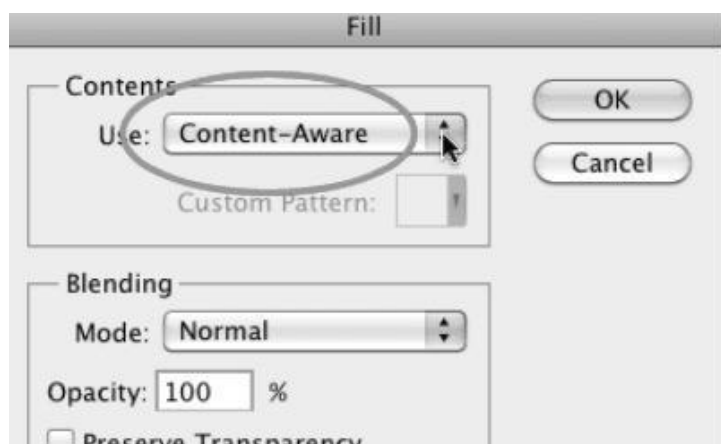 Fill
Contents
Use: Content-Aware
Custom Pattern:
OK
Cancel
Blending
Mode: Normal
Opacity: 100 %
Preserve Transparency